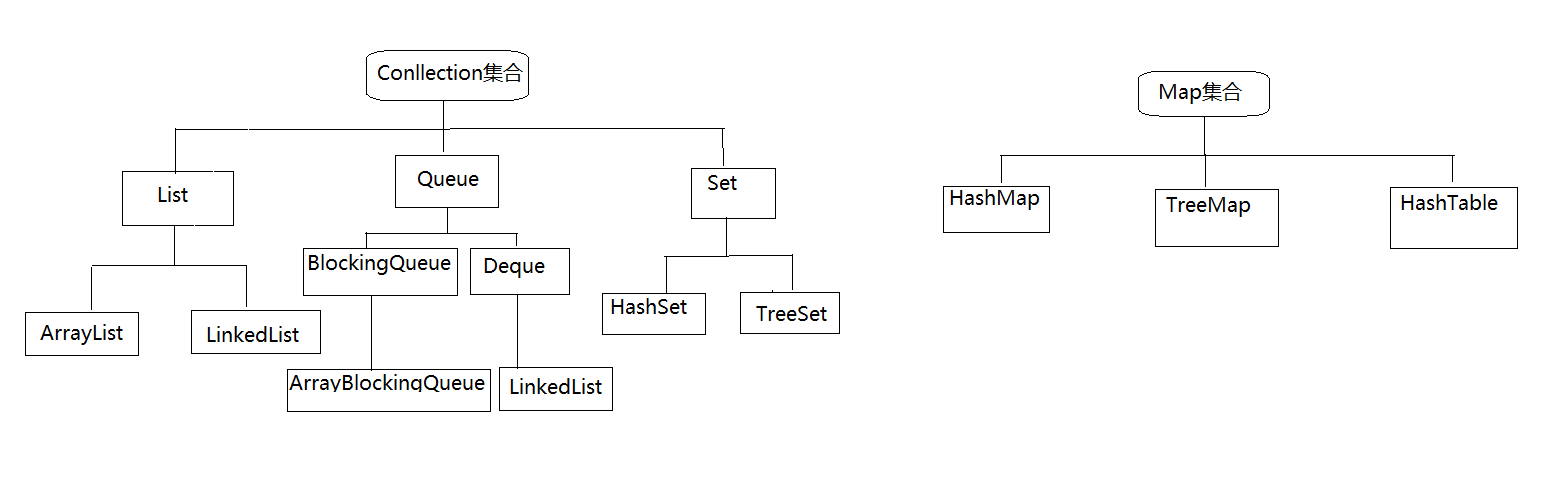 Conllection集合
Map集合
List
Queue
Set
HashMap
TreeMap
HashTable
BlockingQueue
Deque
HashSet
TreeSet
ArrayList
LinkedList
ArrayBlockingQueue
LinkedList